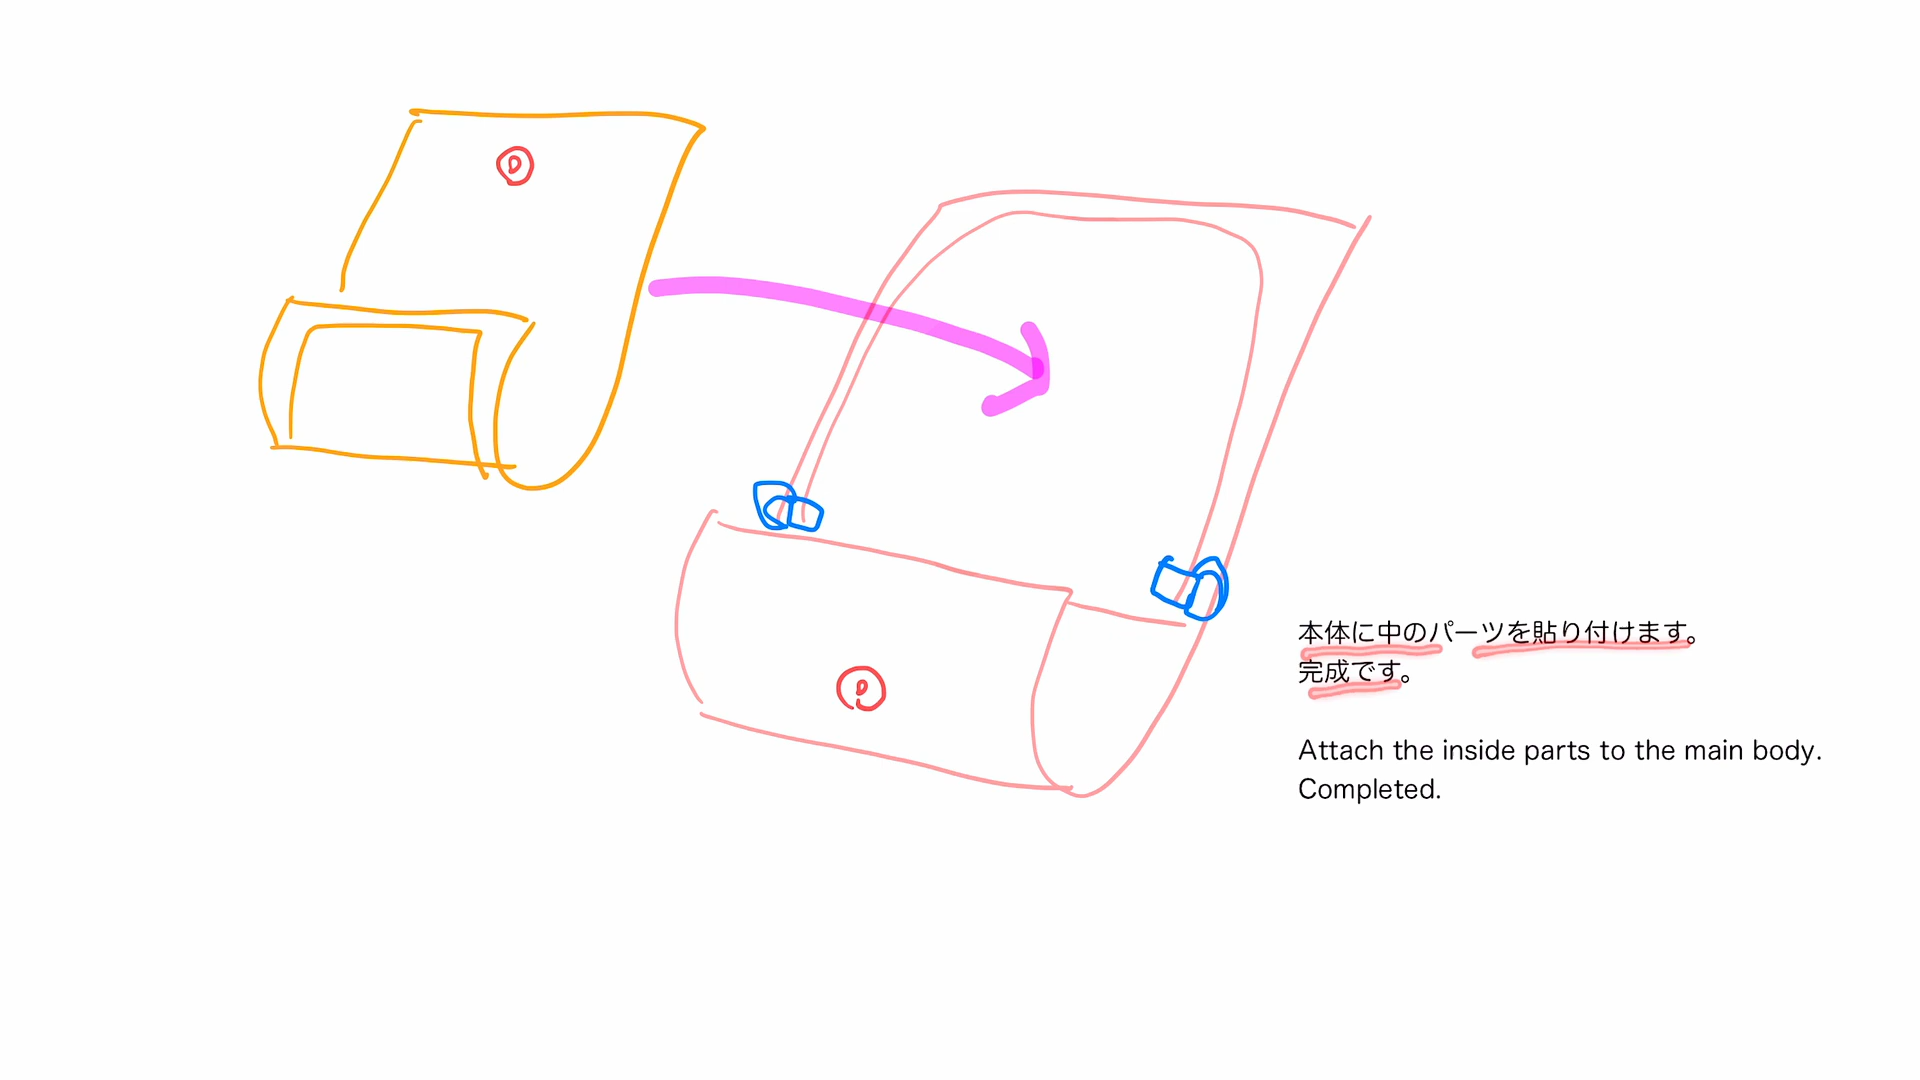 D
D
本体に中のパーツを貼り付けます。
完成です。
Attach the inside parts to the main body.
Completed.